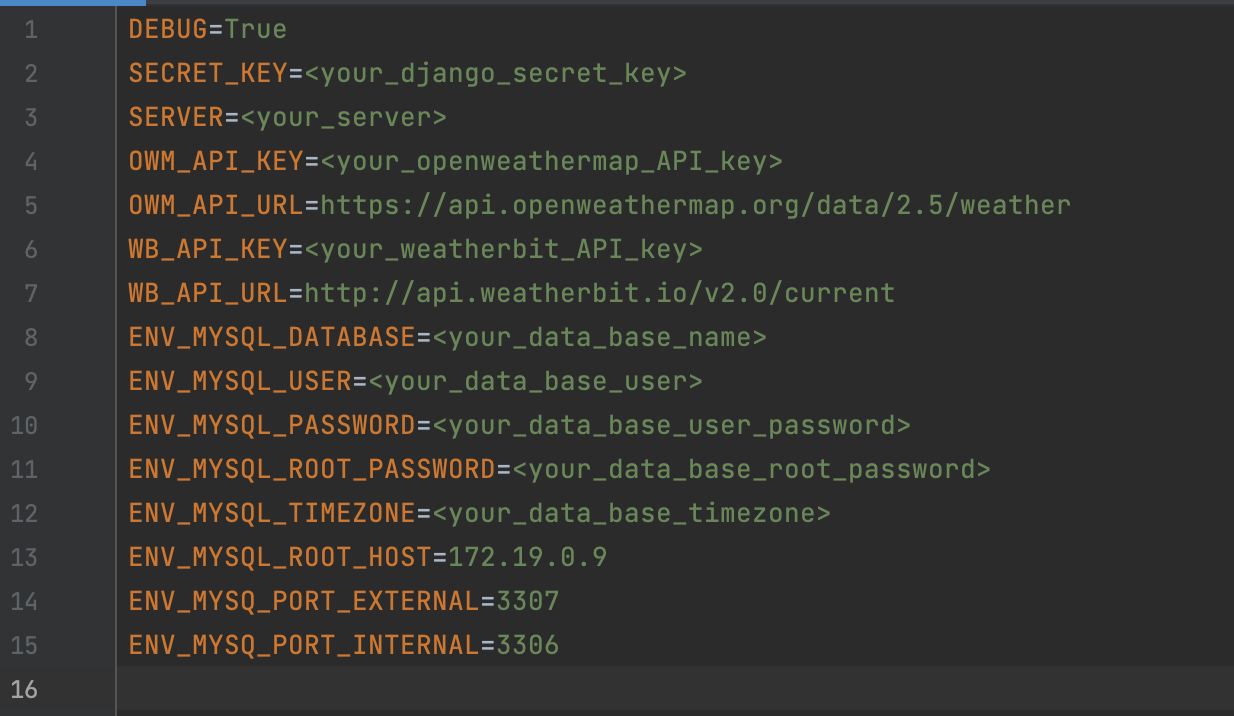 1 DEBUG=True
2 SECRET_KEY=<your_django_secret_key>
3 SERVER=<your_server>
4 OWM_API_KEY=<your_openweathermap_API_key>
5 OWM_API_URL=https://api.openweathermap.org/data/2.5/weather
6 WB_API_KEY=<your_weatherbit_API_key>
7 WB_API_URL=http://api.weatherbit.io/v2.0/current
8 ENV_MYSQL_DATABASE=<your_data_base_name>
9 ENV_MYSQL_USER=<your_data_base_user>
10 ENV_MYSQL_PASSWORD=<your_data_base_user_password>
11 ENV_MYSQL_ROOT_PASSWORD=<your_data_base_root_password>
12 ENV_MYSQL_TIMEZONE=<your_data_base_timezone>
13 ENV_MYSQL_ROOT_HOST=172.19.0.9
14 ENV_MYSQ_PORT_EXTERNAL=3307
15 ENV_MYSQ_PORT_INTERNAL=3306
16